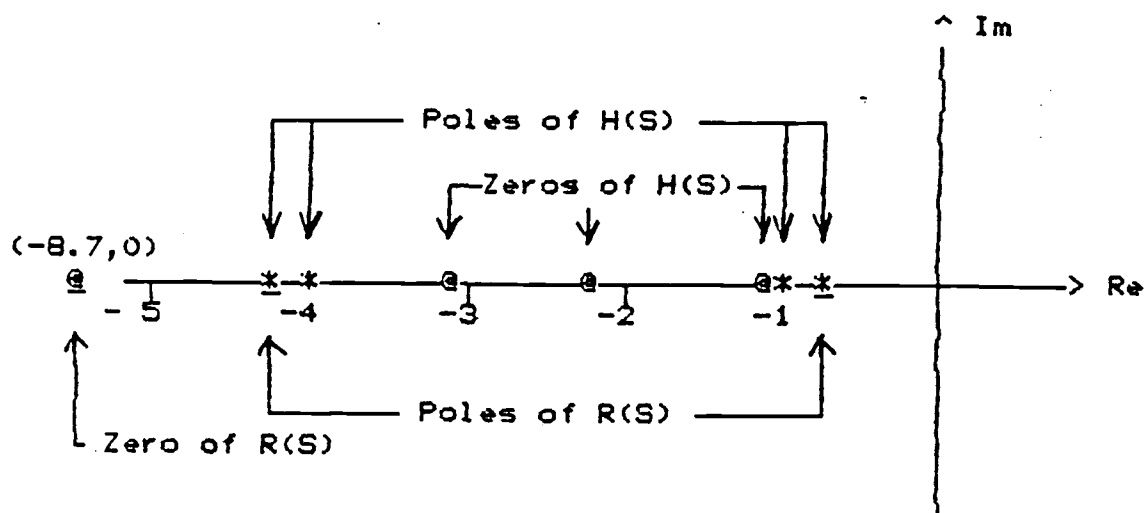 ^ Im
Poles of H(S)
Zeros of H(S)
(-8.7,0)
@ * * @ @ @ * * > Re
- 5 -4 -3 -2 -1
Poles of R(S)
Zero of R(S)